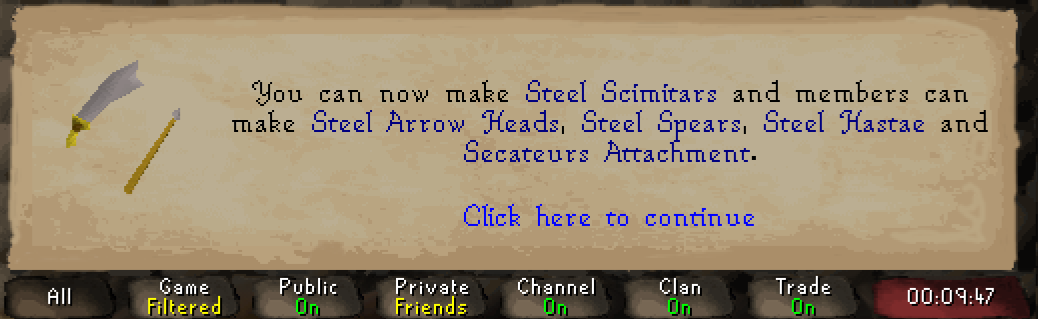 You can now make Steel Scimitars and members can
make Steel Arrow Heads, Steel Spears, Steel Hastae and
Secateurs Attachment.
Click here to continue
All
Game
Filtered
Public
On
Private
Friends
Channel
On
Clan
On
Trade
On
00:09:47